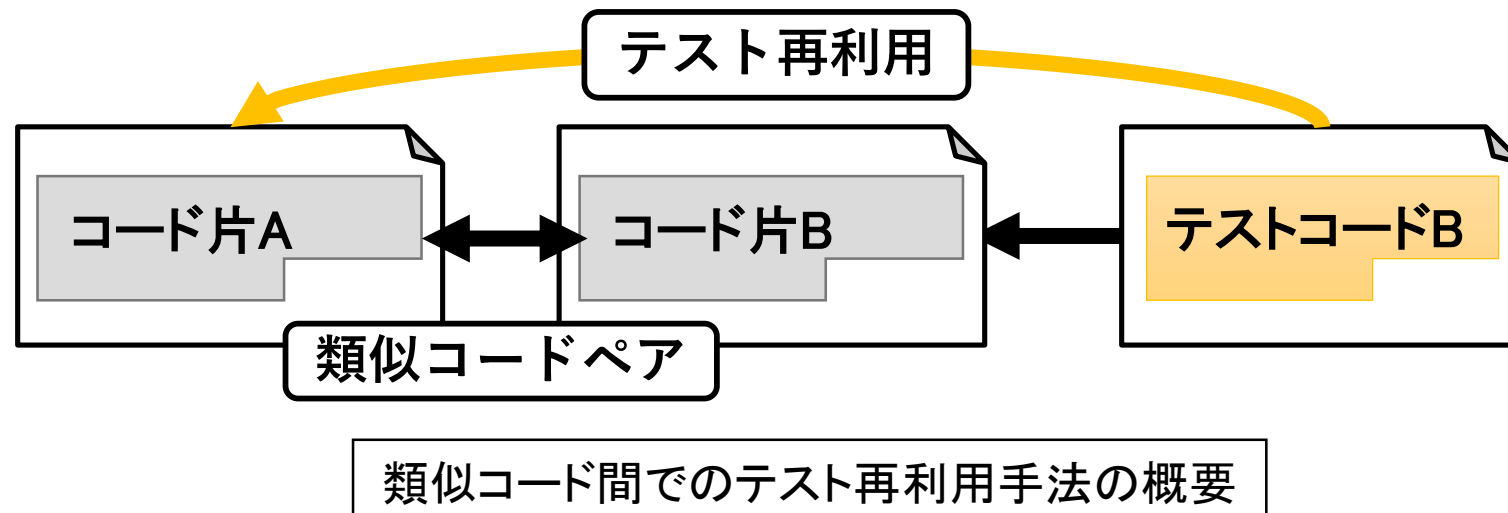 テスト再利用
コード片A
コード片B
テストコードB
類似コードペア
類似コード間でのテスト再利用手法の概要